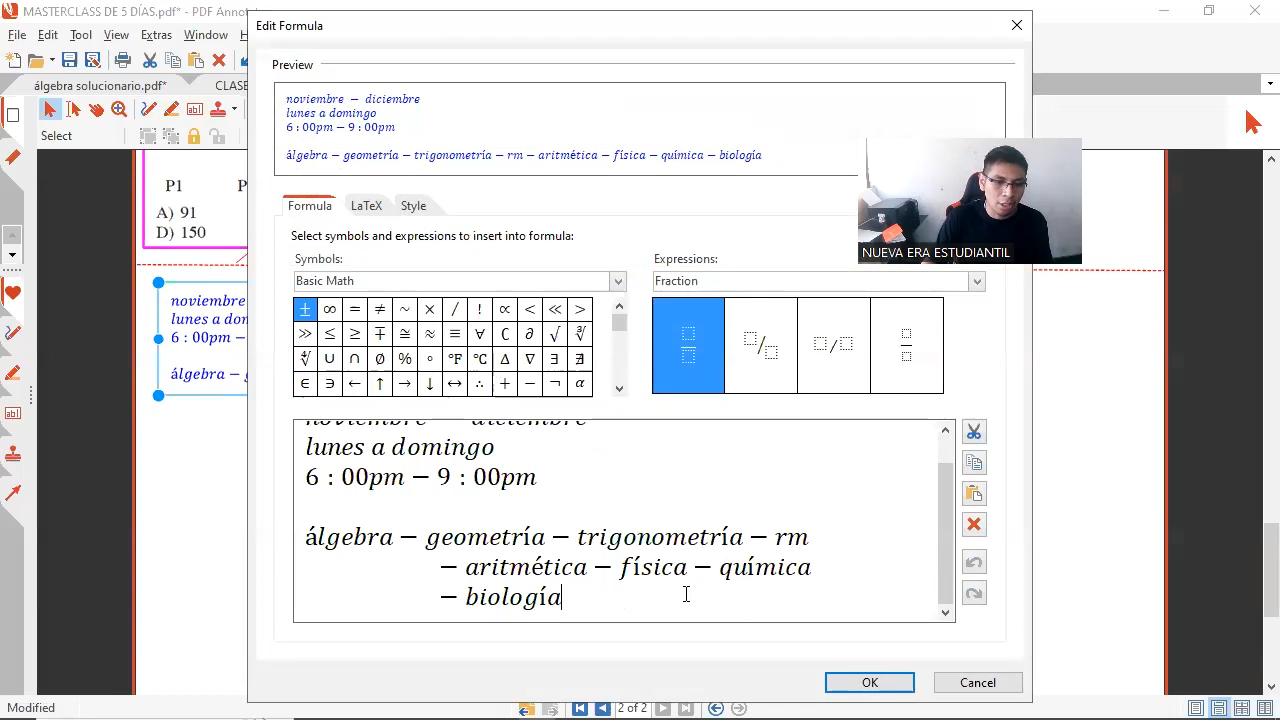 MASTERCLASS DE 5 DÍAS.pdf* - PDF Annot
Edit Formula
File Edit Tool View Extras Window
álgebra solucionario.pdf*
CLASE
Select
Preview
noviembre − diciembre
lunes a domingo
6 : 00pm − 9 : 00pm
álgebra − geometría − trigonometría − rm − aritmética − física − química − biología
Formula LaTeX Style
Select symbols and expressions to insert into formula:
Symbols:
Expressions:
Basic Math
Fraction
± ∞ = ≠ ~ × / ! ∝ < ≪ >
≫ ≤ ≥ ∓ ≅ ≈ ≡ ∀ ∁ ∂ √ ∛
∜ ∪ ∩ ∅ % ° °F °C ∆ ∇ ∃ ∄
∈ ∋ ← ↑ → ↓ ↔ ∴ + − ¬ α
NUEVA ERA ESTUDIANTIL
P1
A) 91
D) 150
noviembre
lunes a dom
6 : 00pm −
álgebra − g
noviembre − diciembre
lunes a domingo
6 : 00pm − 9 : 00pm
álgebra − geometría − trigonometría − rm
− aritmética − física − química
− biología
OK
Cancel
Modified
2 of 2